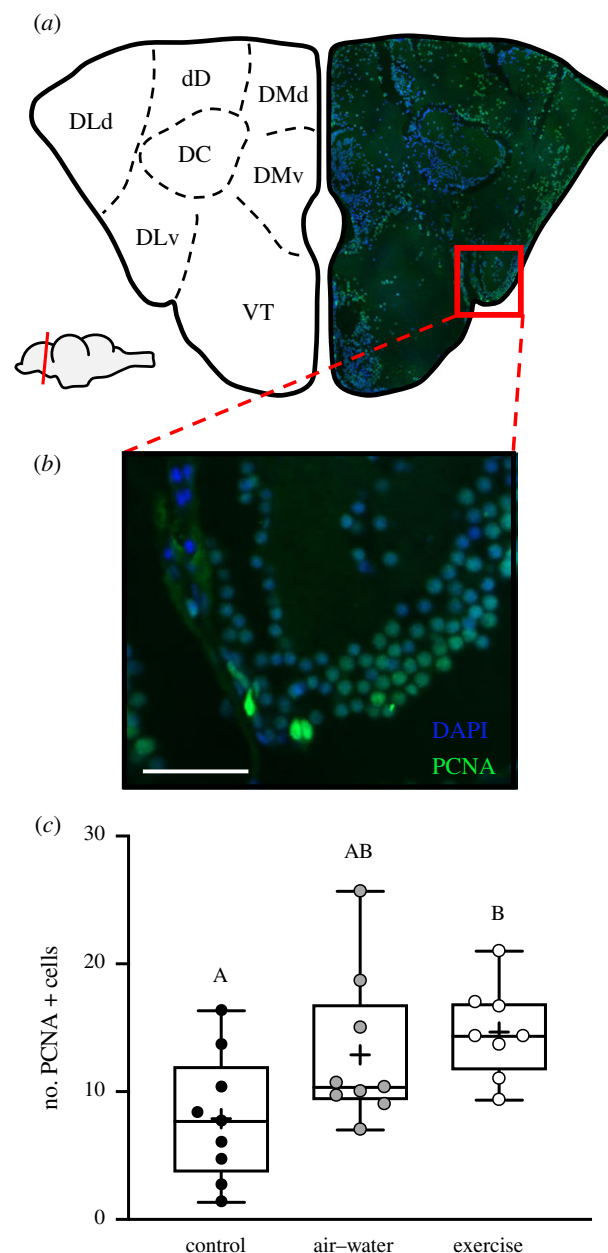 (a)
dD
DMd
DLd
DC
DMv
DLv
VT
(b)
DAPI
PCNA
(c)
30
AB
B
20
A
no. PCNA + cells
10
0
control
air–water
exercise